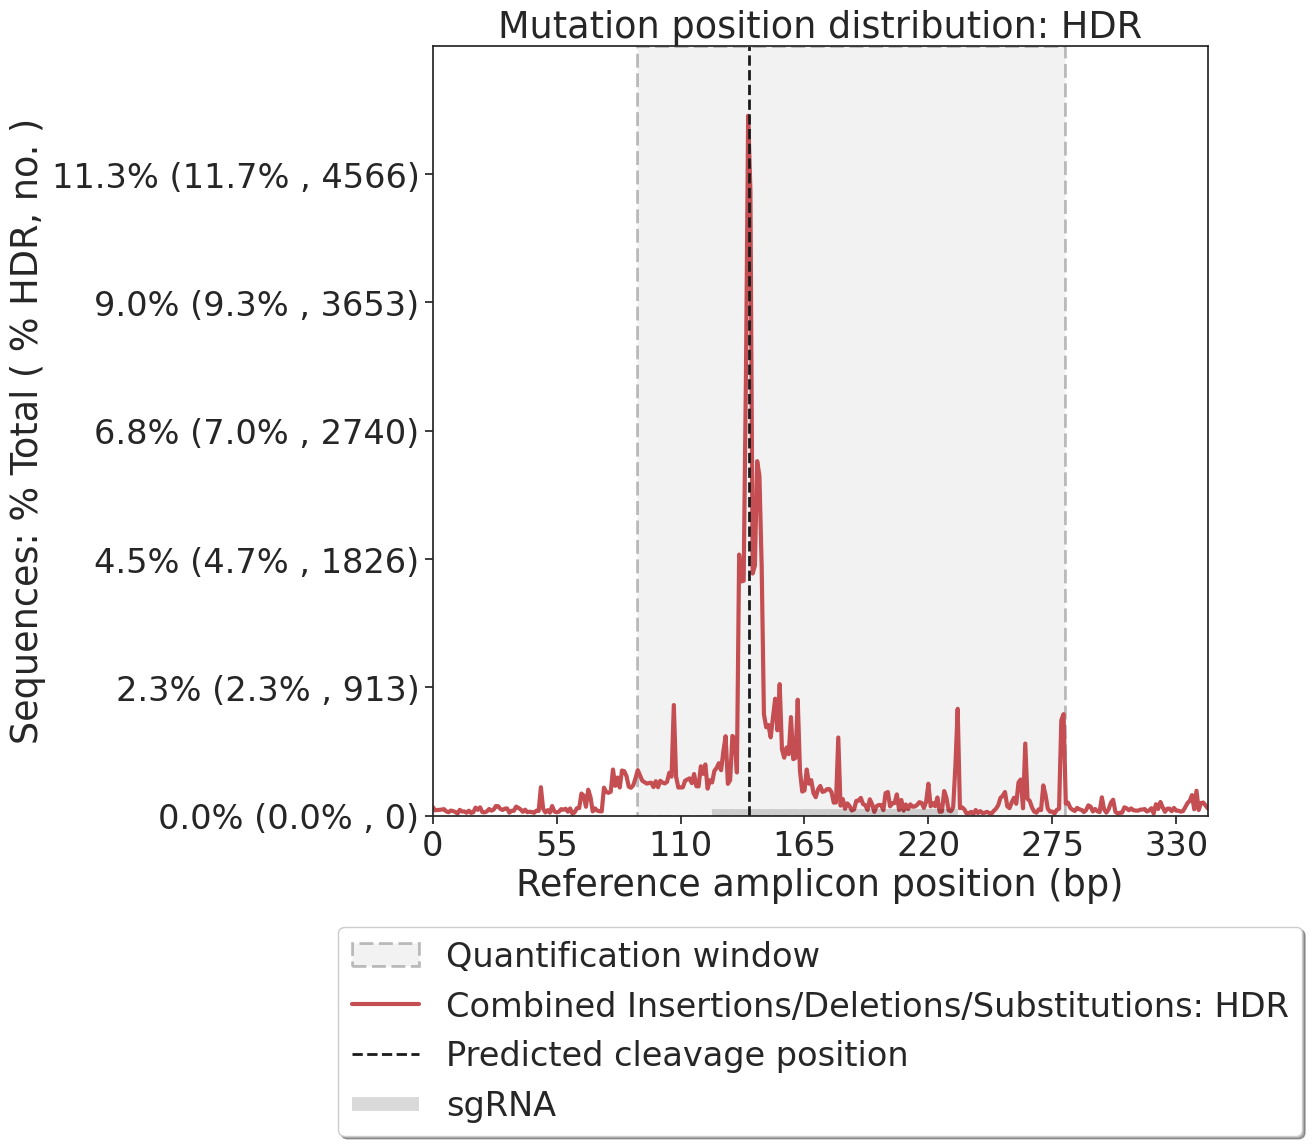 Mutation position distribution: HDR
Sequences: % Total ( % HDR, no. )
11.3% (11.7% , 4566)
9.0% (9.3% , 3653)
6.8% (7.0% , 2740)
4.5% (4.7% , 1826)
2.3% (2.3% , 913)
0.0% (0.0% , 0)
0 55 110 165 220 275 330
Reference amplicon position (bp)
Quantification window
Combined Insertions/Deletions/Substitutions: HDR
Predicted cleavage position
sgRNA